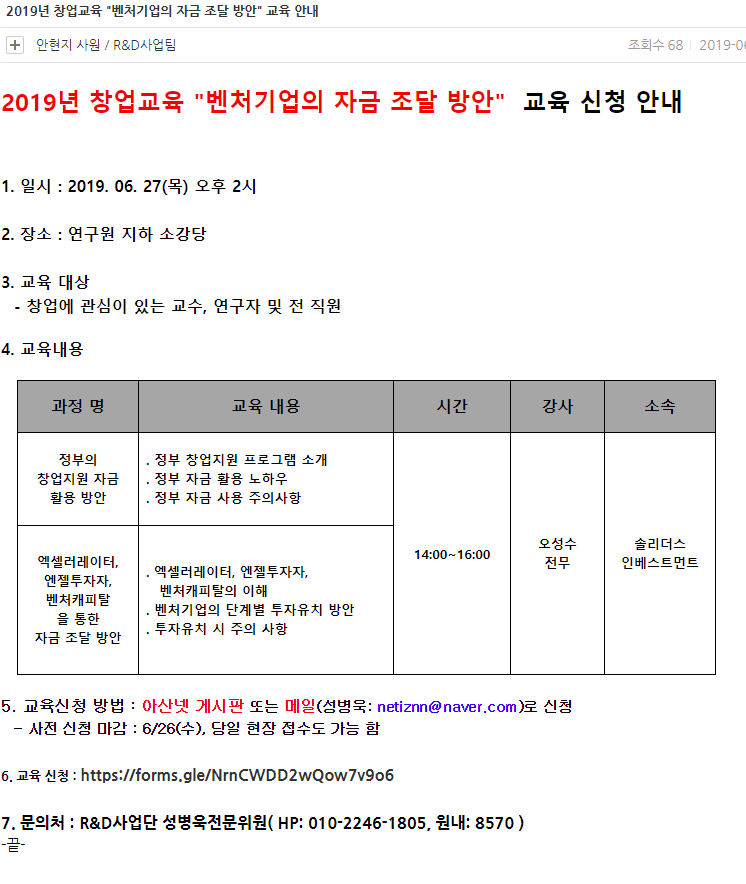 2019년 창업교육 "벤처기업의 자금 조달 방안" 교육 안내
안현지 사원 / R&D사업팀
조회수 68
2019-06
2019년 창업교육 "벤처기업의 자금 조달 방안" 교육 신청 안내
1. 일시 : 2019. 06. 27(목) 오후 2시
2. 장소 : 연구원 지하 소강당
3. 교육 대상
- 창업에 관심이 있는 교수, 연구자 및 전 직원
4. 교육내용
과정 명
교육 내용
시간
강사
소속
정부의
창업지원 자금
활용 방안
. 정부 창업지원 프로그램 소개
. 정부 자금 활용 노하우
. 정부 자금 사용 주의사항
엑셀러레이터,
엔젤투자자,
벤처캐피탈
을 통한
자금 조달 방안
. 엑셀러레이터, 엔젤투자자,
벤처캐피탈의 이해
. 벤처기업의 단계별 투자유치 방안
. 투자유치 시 주의 사항
14:00~16:00
오성수
전무
솔리더스
인베스트먼트
5. 교육신청 방법 : 아산넷 게시판 또는 메일(성병욱: netiznn@naver.com)로 신청
- 사전 신청 마감 : 6/26(수), 당일 현장 접수도 가능 함
6. 교육 신청 : https://forms.gle/NrnCWDD2wQow7v9o6
7. 문의처 : R&D사업단 성병욱전문위원( HP: 010-2246-1805, 원내: 8570 )
-끝-